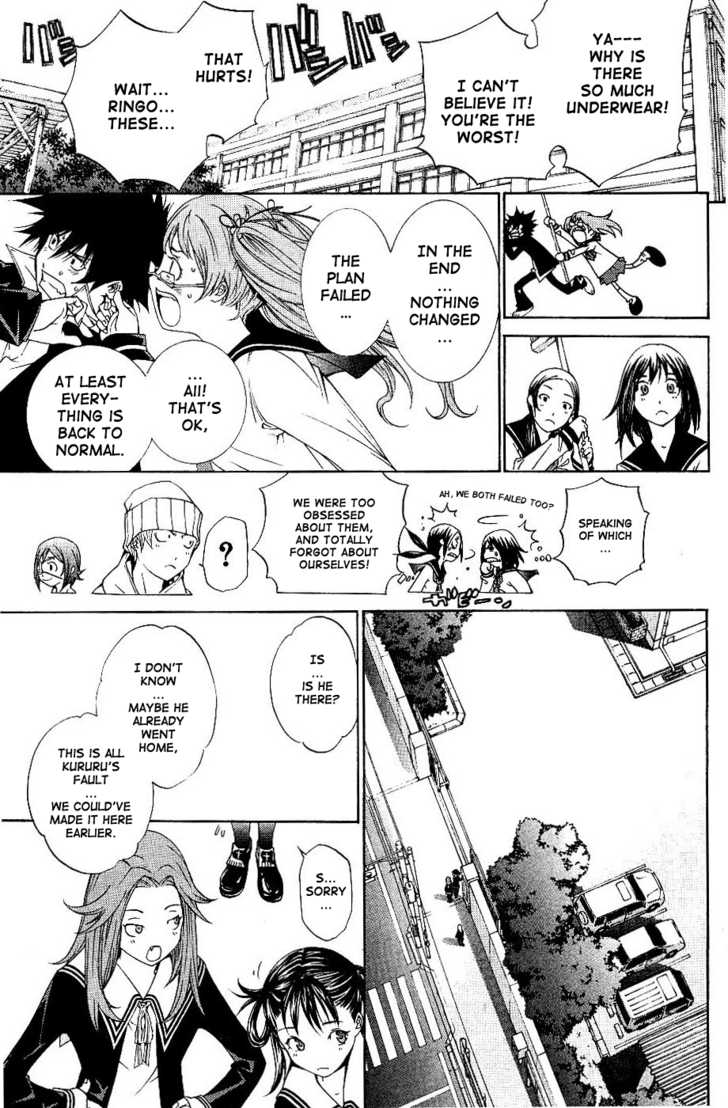 YA---
WHY IS
THERE
SO MUCH
UNDERWEAR!
I CAN'T
BELIEVE IT!
YOU'RE THE
WORST!
THAT
HURTS!
WAIT...
RINGO...
THESE...
IN THE
END
...
NOTHING
CHANGED
...
THE
PLAN
FAILED
...
...
AII!
THAT'S
OK,
AT LEAST
EVERY-
THING IS
BACK TO
NORMAL.
SPEAKING
OF WHICH
...
AH, WE BOTH FAILED TOO?
WE WERE TOO
OBSESSED
ABOUT THEM,
AND TOTALLY
FORGOT ABOUT
OURSELVES!
?
IS
...
IS HE
THERE?
I DON'T
KNOW
...
MAYBE HE
ALREADY
WENT
HOME,
THIS IS ALL
KURURU'S
FAULT
...
WE COULD'VE
MADE IT HERE
EARLIER.
S...
SORRY
...